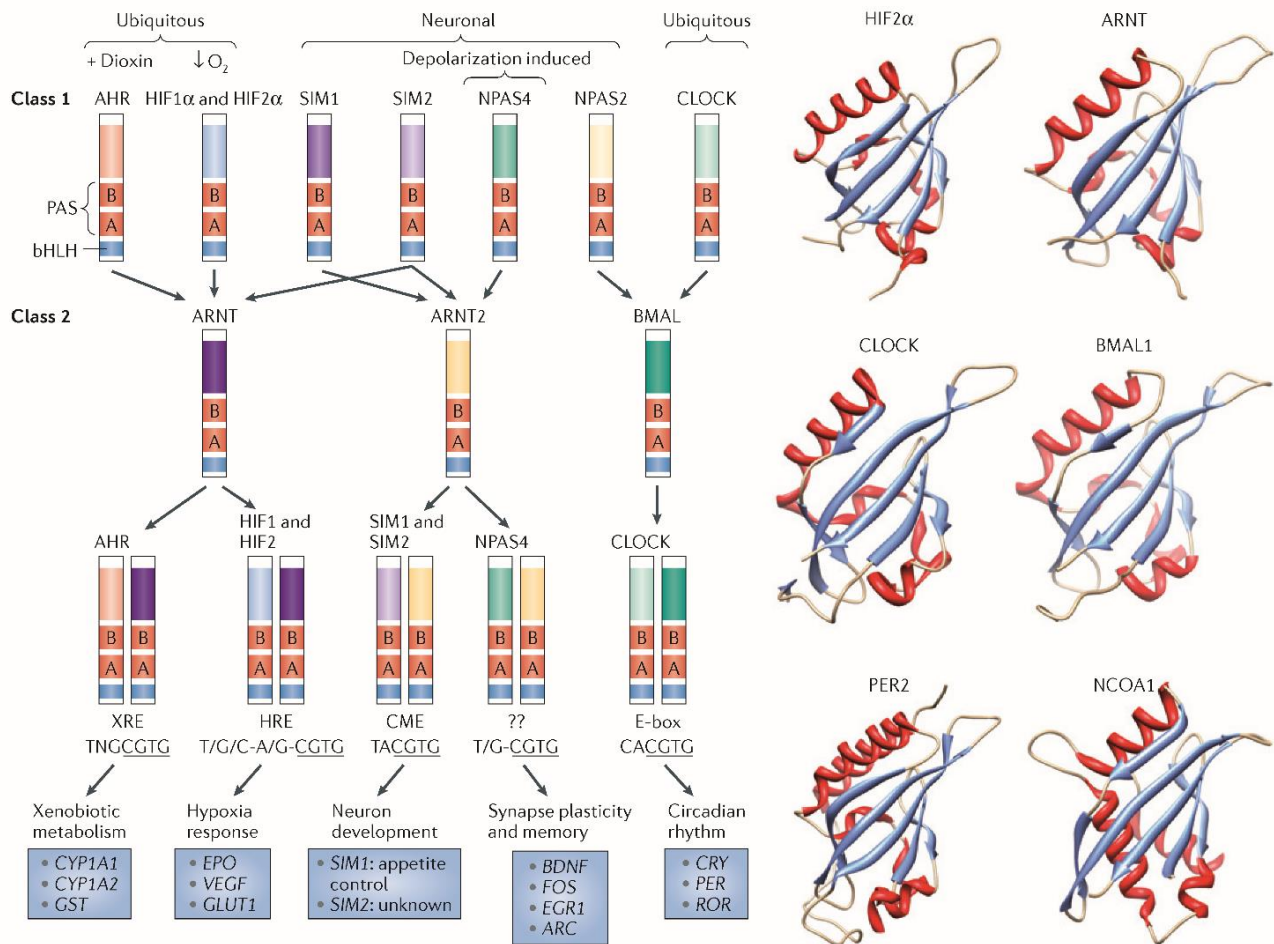 Ubiquitous
Neuronal
Ubiquitous
+ Dioxin
↓O2
Depolarization induced
Class 1
AHR
HIF1α and HIF2α
SIM1
SIM2
NPAS4
NPAS2
CLOCK
PAS
B B B B B B B
A A A A A A A
bHLH
Class 2
ARNT
ARNT2
BMAL
B B B
A A A
AHR
HIF1 and
HIF2
SIM1 and
SIM2
NPAS4
CLOCK
B B B B B B B B B B
A A A A A A A A A A
XRE
HRE
CME
??
E-box
TNGCGTG
T/G/C-A/G-CGTG
TACGTG
T/G-CGTG
CACGTG
Xenobiotic
metabolism
• CYP1A1
• CYP1A2
• GST
Hypoxia
response
• EPO
• VEGF
• GLUT1
Neuron
development
• SIM1: appetite
control
• SIM2: unknown
Synapse plasticity
and memory
• BDNF
• FOS
• EGR1
• ARC
Circadian
rhythm
• CRY
• PER
• ROR
HIF2α
ARNT
CLOCK
BMAL1
PER2
NCOA1